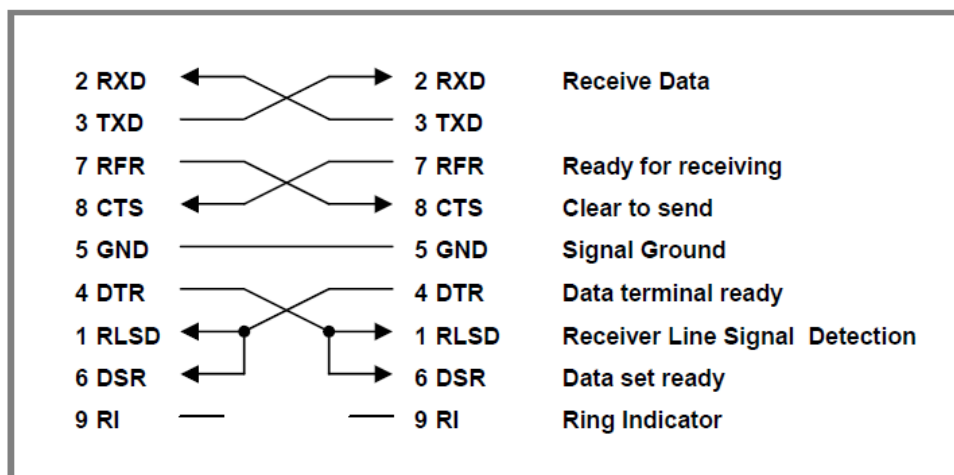 2 RXD 2 RXD Receive Data
3 TXD 3 TXD
7 RFR 7 RFR Ready for receiving
8 CTS 8 CTS Clear to send
5 GND 5 GND Signal Ground
4 DTR 4 DTR Data terminal ready
1 RLSD 1 RLSD Receiver Line Signal Detection
6 DSR 6 DSR Data set ready
9 RI 9 RI Ring Indicator